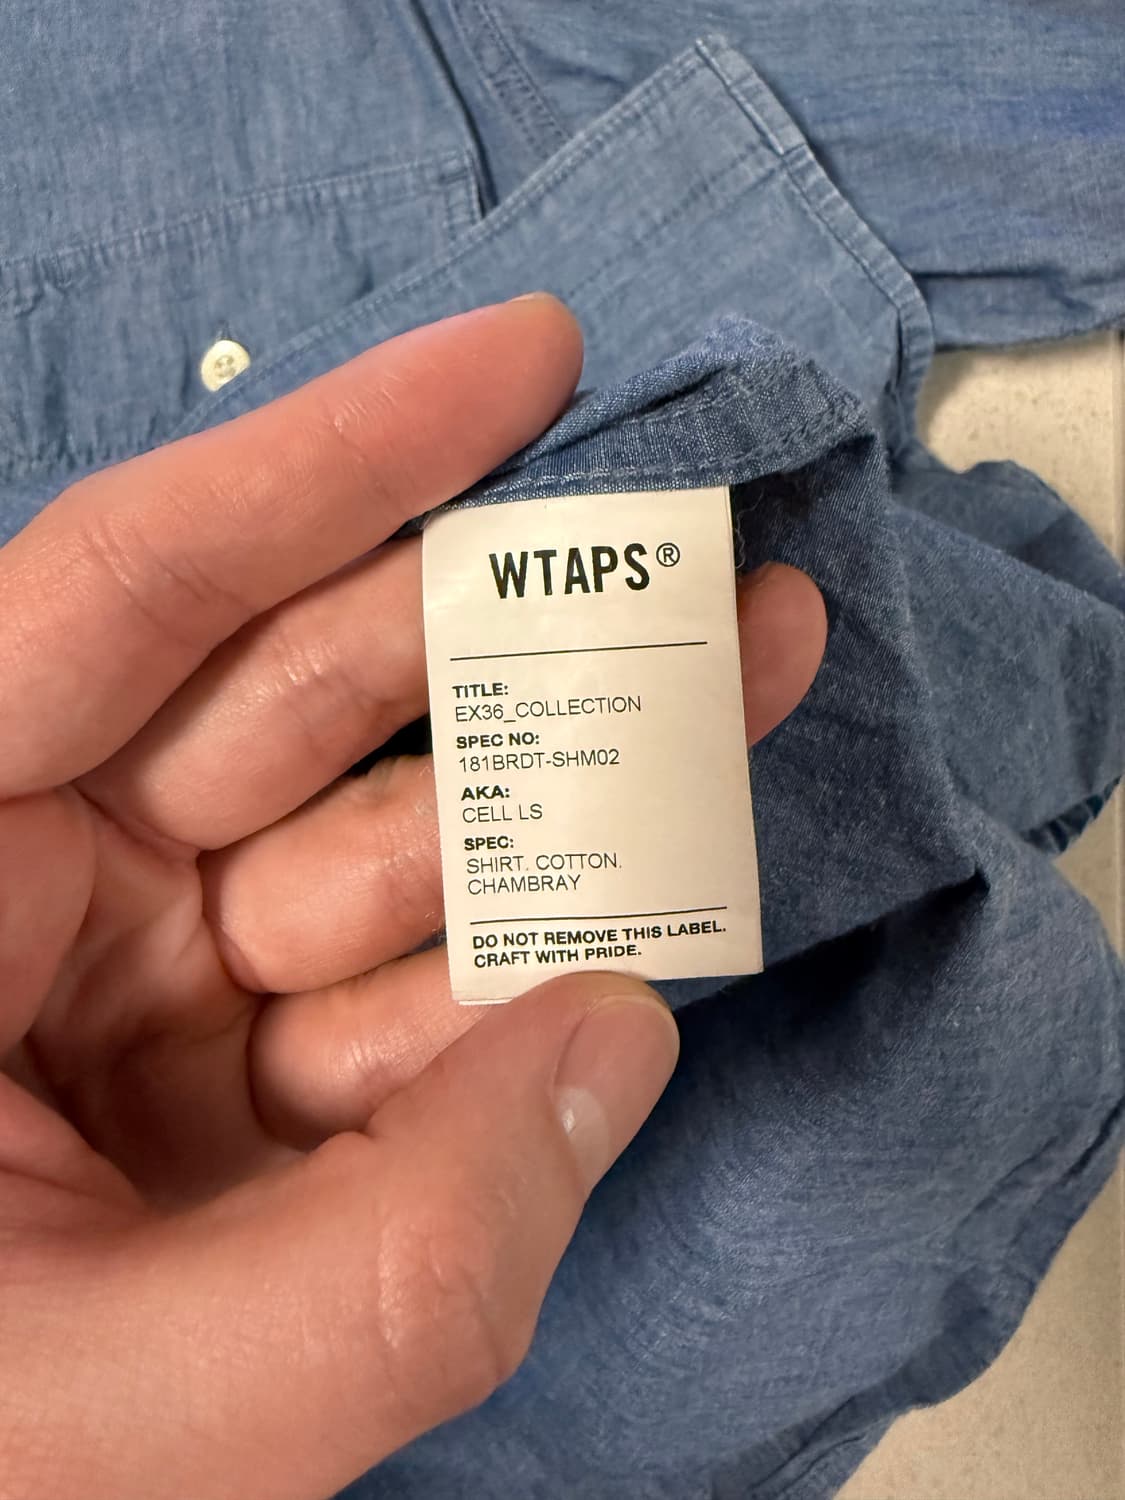 WTAPS®
TITLE:
EX36_COLLECTION
SPEC NO:
181BRDT-SHM02
AKA:
CELL LS
SPEC:
SHIRT. COTTON.
CHAMBRAY
DO NOT REMOVE THIS LABEL.
CRAFT WITH PRIDE.